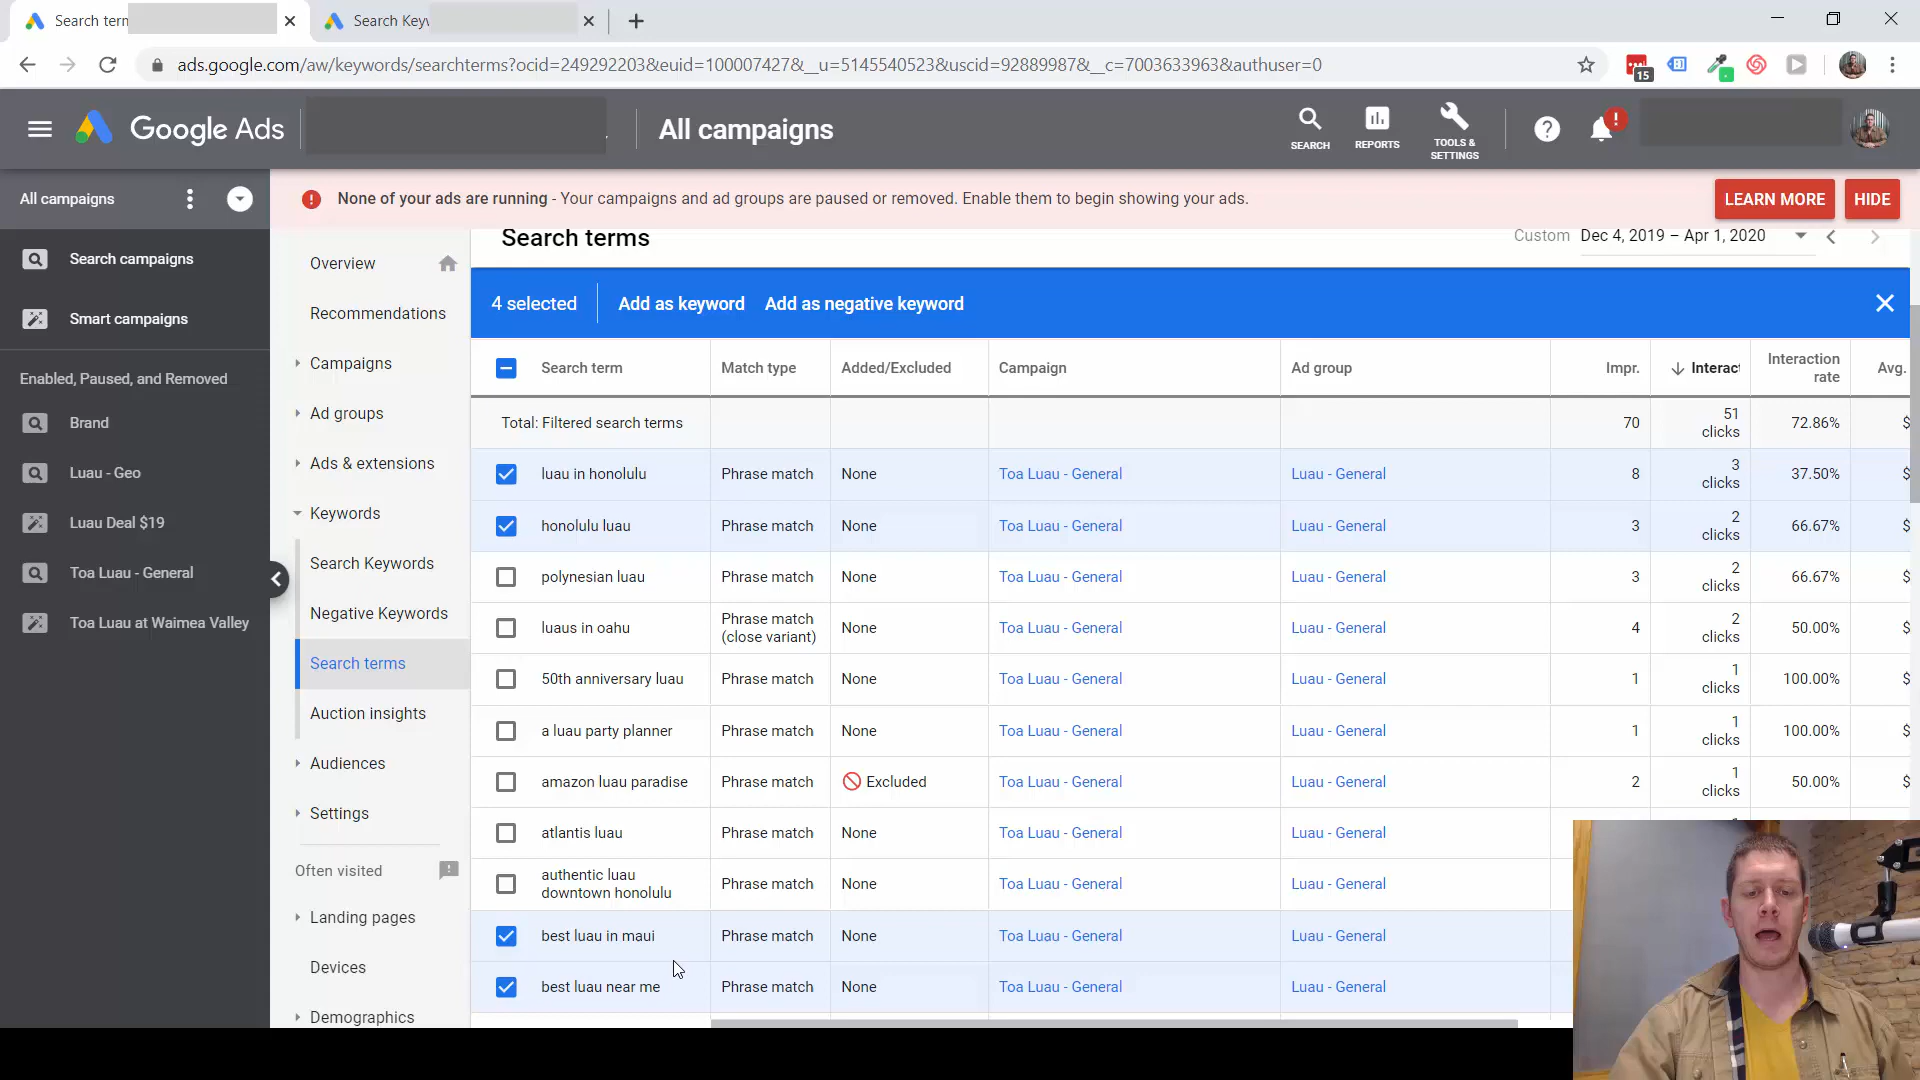 Search tern
Search Keyw
ads.google.com/aw/keywords/searchterms?ocid=249292203&euid=100007427&__u=5145540523&uscid=92889987&__c=7003633963&authuser=0
15
Google Ads
All campaigns
SEARCH
REPORTS
TOOLS &
SETTINGS
?
!
All campaigns
None of your ads are running - Your campaigns and ad groups are paused or removed. Enable them to begin showing your ads.
LEARN MORE
HIDE
Search campaigns
Smart campaigns
Enabled, Paused, and Removed
Brand
Luau - Geo
Luau Deal $19
Toa Luau - General
Toa Luau at Waimea Valley
Overview
Recommendations
Campaigns
Ad groups
Ads & extensions
Keywords
Search Keywords
Negative Keywords
Search terms
Auction insights
Audiences
Settings
Often visited
Landing pages
Devices
Demographics
Search terms
Custom Dec 4, 2019 – Apr 1, 2020
4 selected Add as keyword Add as negative keyword
Search term Match type Added/Excluded Campaign Ad group Impr. Interact Interaction rate Avg.
Total: Filtered search terms 70 51 clicks 72.86% $
luau in honolulu Phrase match None Toa Luau - General Luau - General 8 3 clicks 37.50% $
honolulu luau Phrase match None Toa Luau - General Luau - General 3 2 clicks 66.67% $
polynesian luau Phrase match None Toa Luau - General Luau - General 3 2 clicks 66.67% $
luaus in oahu Phrase match (close variant) None Toa Luau - General Luau - General 4 2 clicks 50.00% $
50th anniversary luau Phrase match None Toa Luau - General Luau - General 1 1 clicks 100.00% $
a luau party planner Phrase match None Toa Luau - General Luau - General 1 1 clicks 100.00% $
amazon luau paradise Phrase match Excluded Toa Luau - General Luau - General 2 1 clicks 50.00% $
atlantis luau Phrase match None Toa Luau - General Luau - General
authentic luau downtown honolulu Phrase match None Toa Luau - General Luau - General
best luau in maui Phrase match None Toa Luau - General Luau - General
best luau near me Phrase match None Toa Luau - General Luau - General